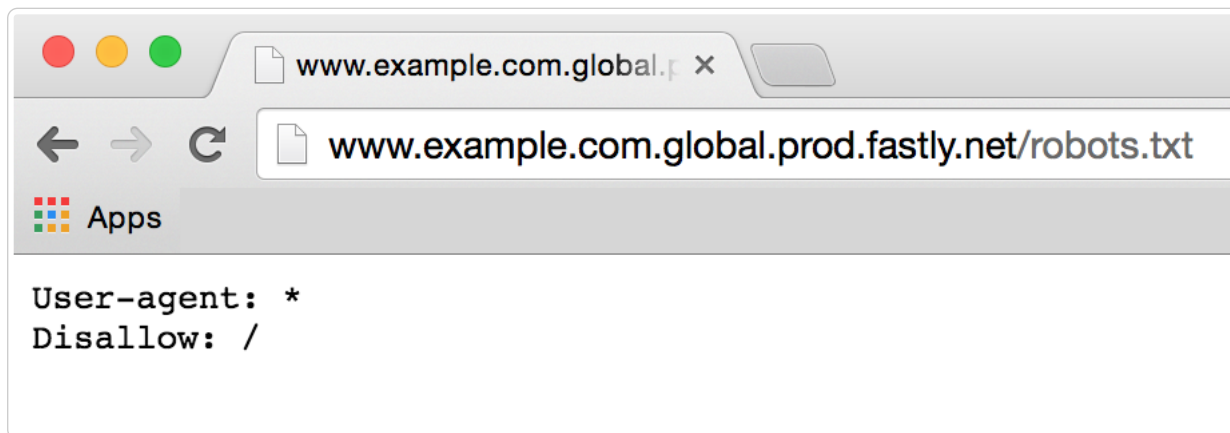 www.example.com.global.p
www.example.com.global.prod.fastly.net/robots.txt
Apps
User-agent: *
Disallow: /